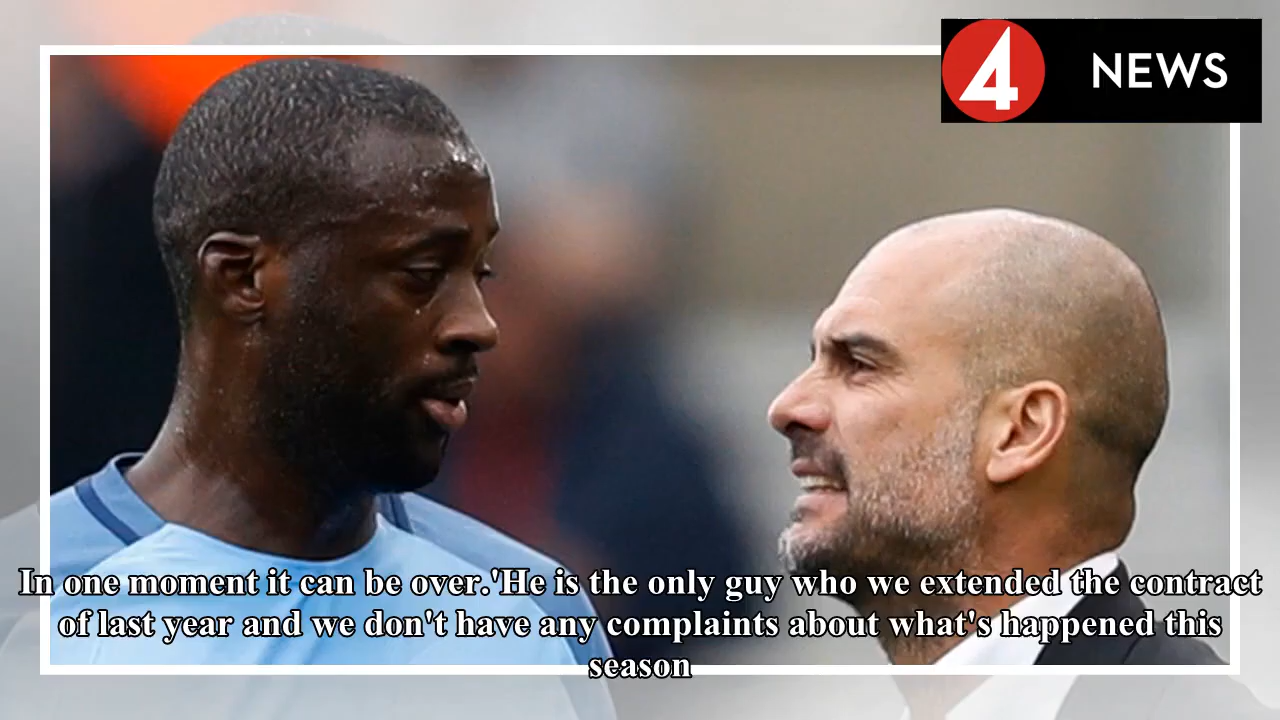 4 NEWS
In one moment it can be over.'He is the only guy who we extended the contract
of last year and we don't have any complaints about what's happened this
season